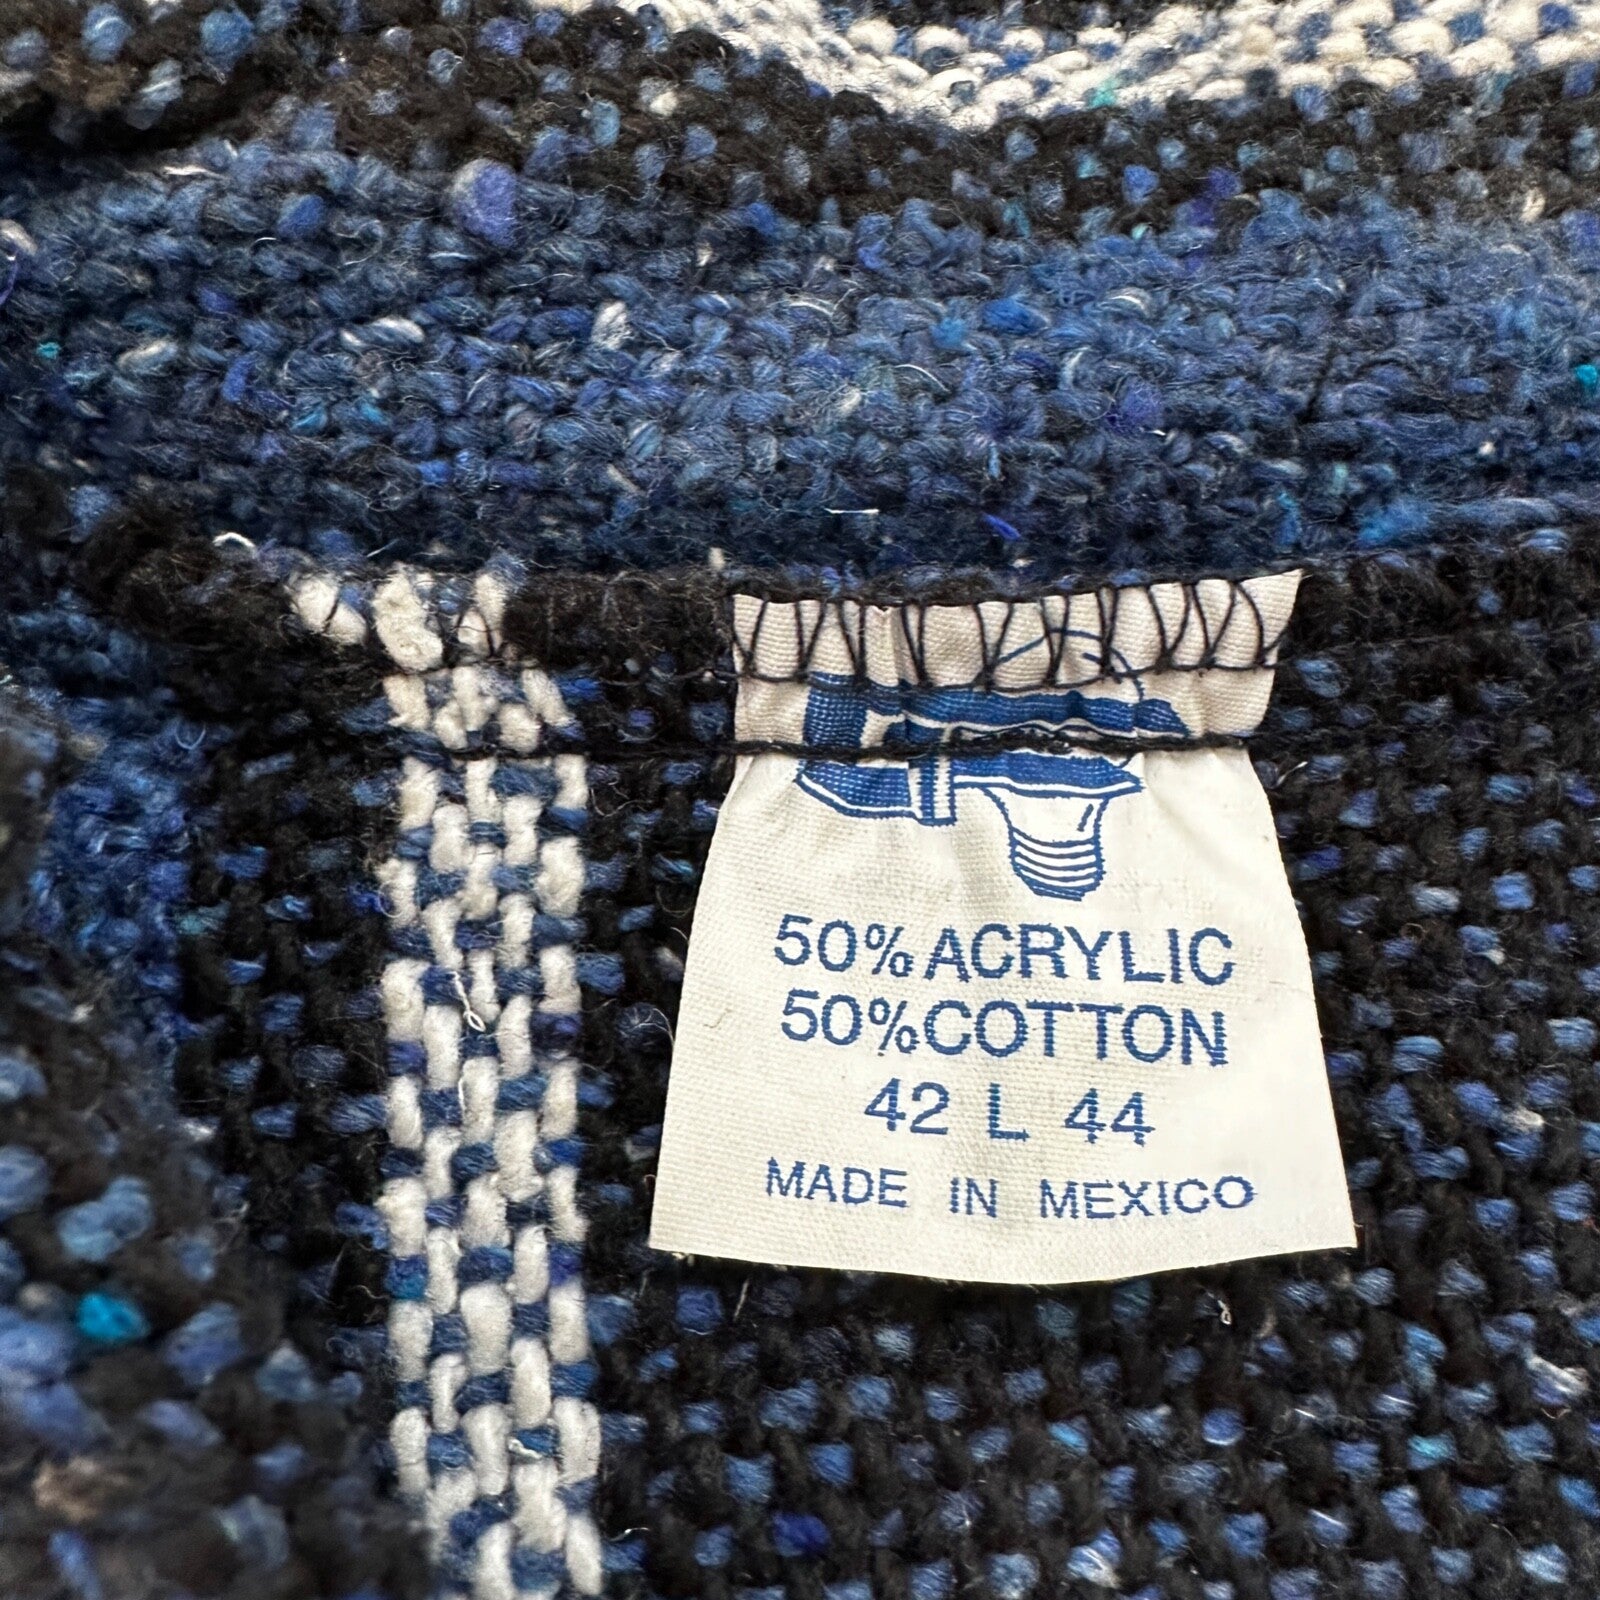 50% ACRYLIC
50% COTTON
42 L 44
MADE IN MEXICO